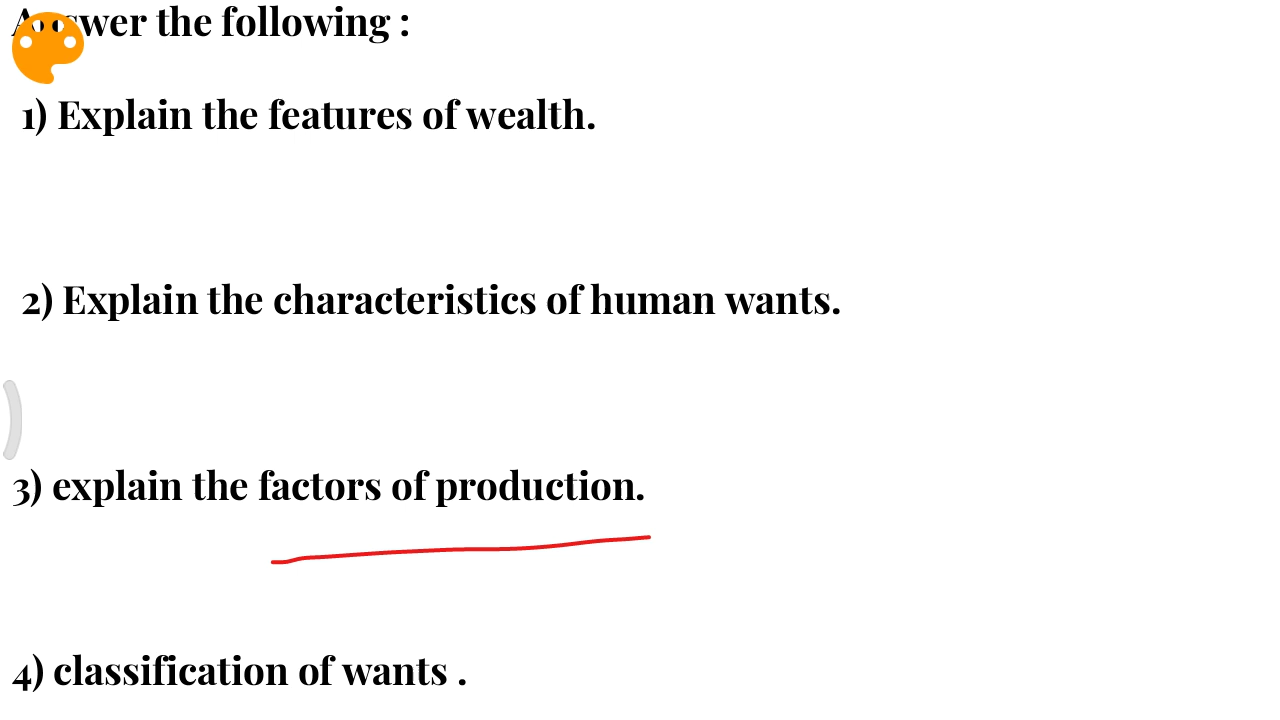 Answer the following :
1) Explain the features of wealth.
2) Explain the characteristics of human wants.
3) explain the factors of production.
4) classification of wants .